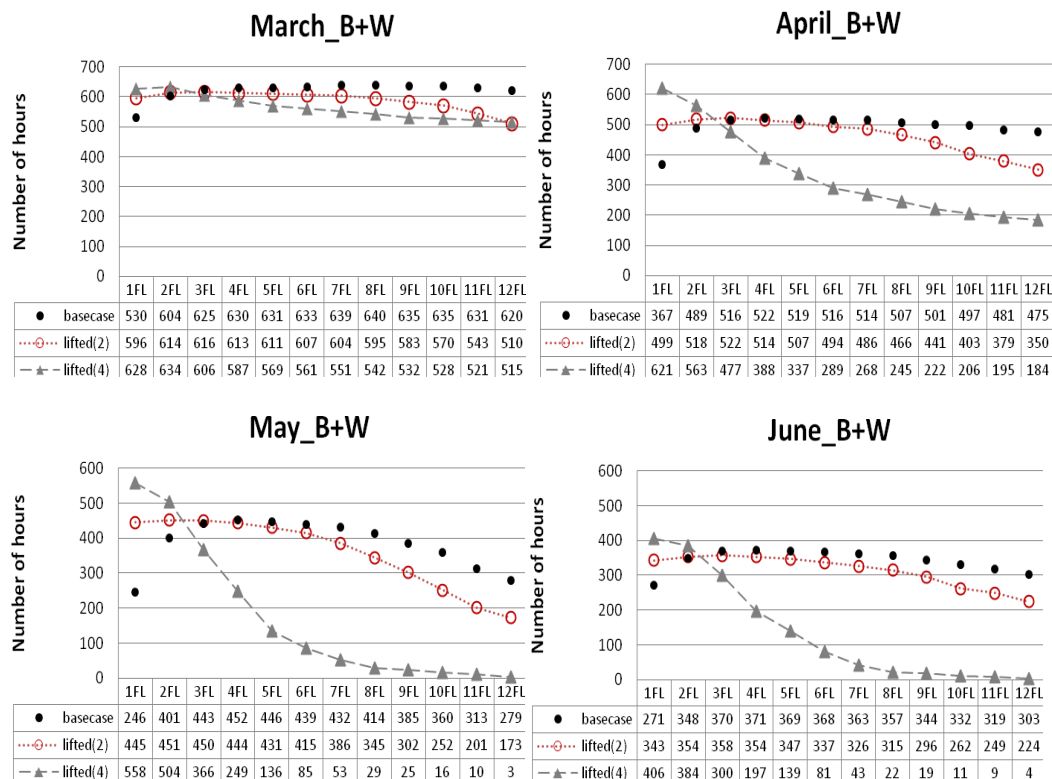 March_B+W
Number of hours
700
600
500
400
300
200
100
0
1FL 2FL 3FL 4FL 5FL 6FL 7FL 8FL 9FL 10FL 11FL 12FL
basecase 530 604 625 630 631 633 639 640 635 635 631 620
lifted(2) 596 614 616 613 611 607 604 595 583 570 543 510
lifted(4) 628 634 606 587 569 561 551 542 532 528 521 515
April_B+W
Number of hours
700
600
500
400
300
200
100
0
1FL 2FL 3FL 4FL 5FL 6FL 7FL 8FL 9FL 10FL 11FL 12FL
basecase 367 489 516 522 519 516 514 507 501 497 481 475
lifted(2) 499 518 522 514 507 494 486 466 441 403 379 350
lifted(4) 621 563 477 388 337 289 268 245 222 206 195 184
May_B+W
Number of hours
600
500
400
300
200
100
0
1FL 2FL 3FL 4FL 5FL 6FL 7FL 8FL 9FL 10FL 11FL 12FL
basecase 246 401 443 452 446 439 432 414 385 360 313 279
lifted(2) 445 451 450 444 431 415 386 345 302 252 201 173
lifted(4) 558 504 366 249 136 85 53 29 25 16 10 3
June_B+W
Number of hours
600
500
400
300
200
100
0
1FL 2FL 3FL 4FL 5FL 6FL 7FL 8FL 9FL 10FL 11FL 12FL
basecase 271 348 370 371 369 368 363 357 344 332 319 303
lifted(2) 343 354 358 354 347 337 326 315 296 262 249 224
lifted(4) 406 384 300 197 139 81 43 22 19 11 9 4